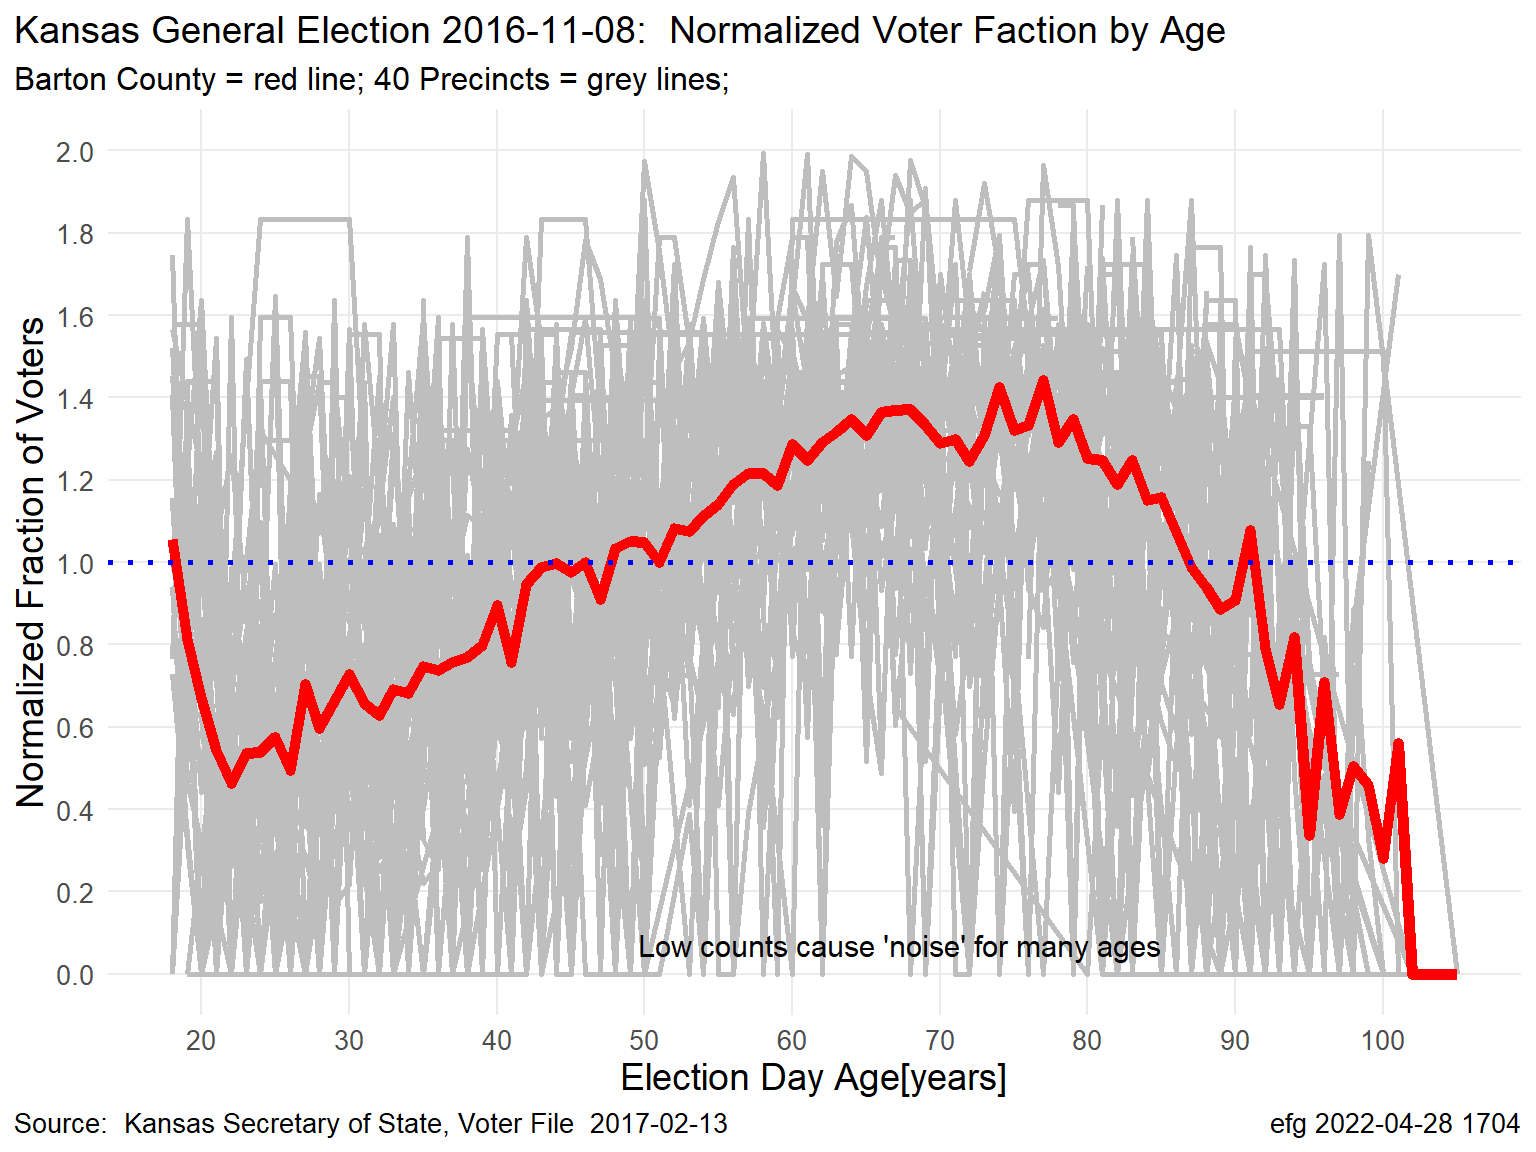 Kansas General Election 2016-11-08:  Normalized Voter Faction by Age
Barton County = red line; 40 Precincts = grey lines;
Normalized Fraction of Voters
2.0
1.8
1.6
1.4
1.2
1.0
0.8
0.6
0.4
0.2
0.0
Low counts cause 'noise' for many ages
20 30 40 50 60 70 80 90 100
Election Day Age[years]
Source:  Kansas Secretary of State, Voter File  2017-02-13
efg 2022-04-28 1704